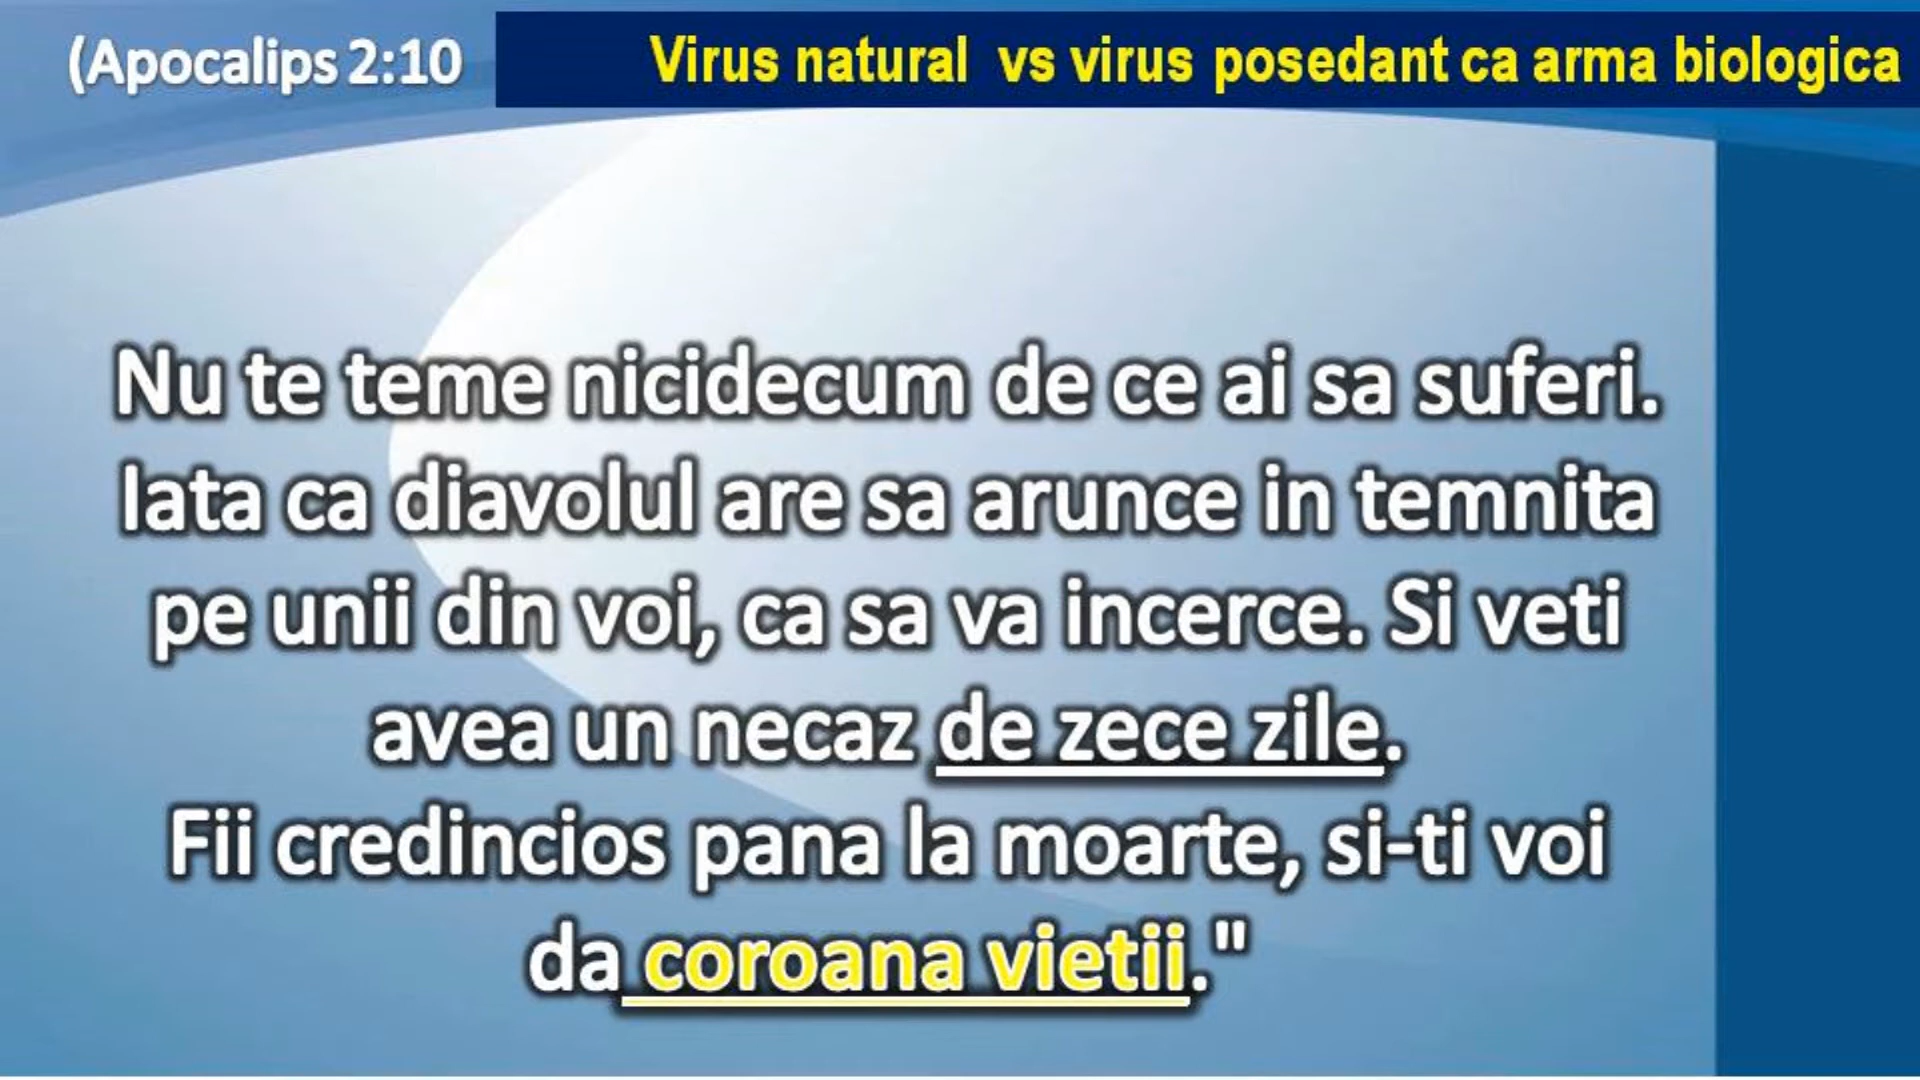 (Apocalips 2:10
Virus natural vs virus posedant ca arma biologica
Nu te teme nicidecum de ce ai sa suferi.
Iata ca diavolul are sa arunce in temnita
pe unii din voi, ca sa va incerce. Si veti
avea un necaz de zece zile.
Fii credincios pana la moarte, si-ti voi
da coroana vietii."